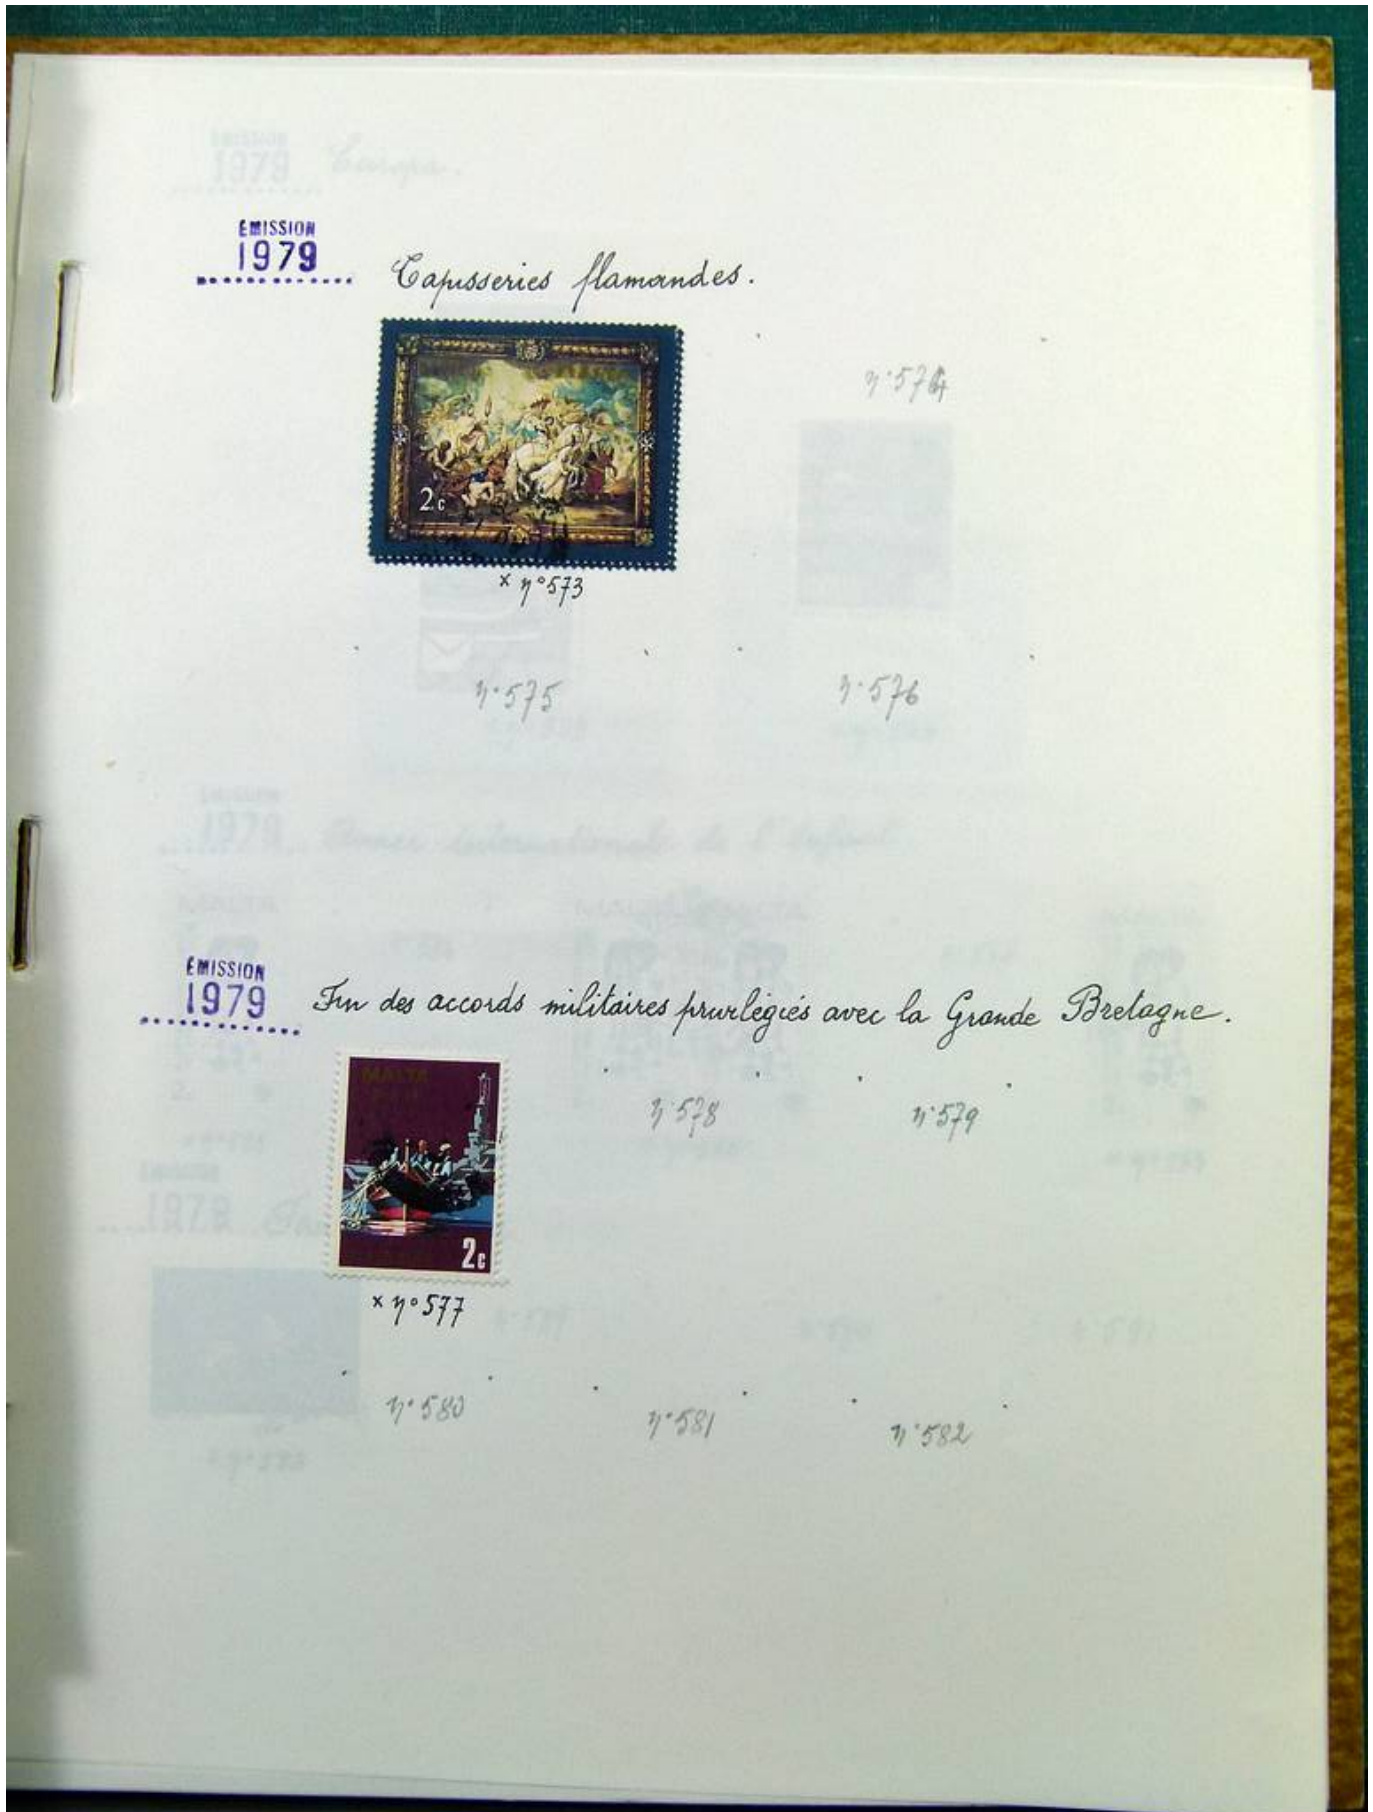 ÉMISSION
1979 Tapisseries flamandes.
n°574
2c
x n°573
n°575
n°576
ÉMISSION
1979 Fin des accords militaires privilégiés avec la Grande Bretagne.
MALTA
n°578
n°579
2c
x n°577
n°580
n°581
n°582